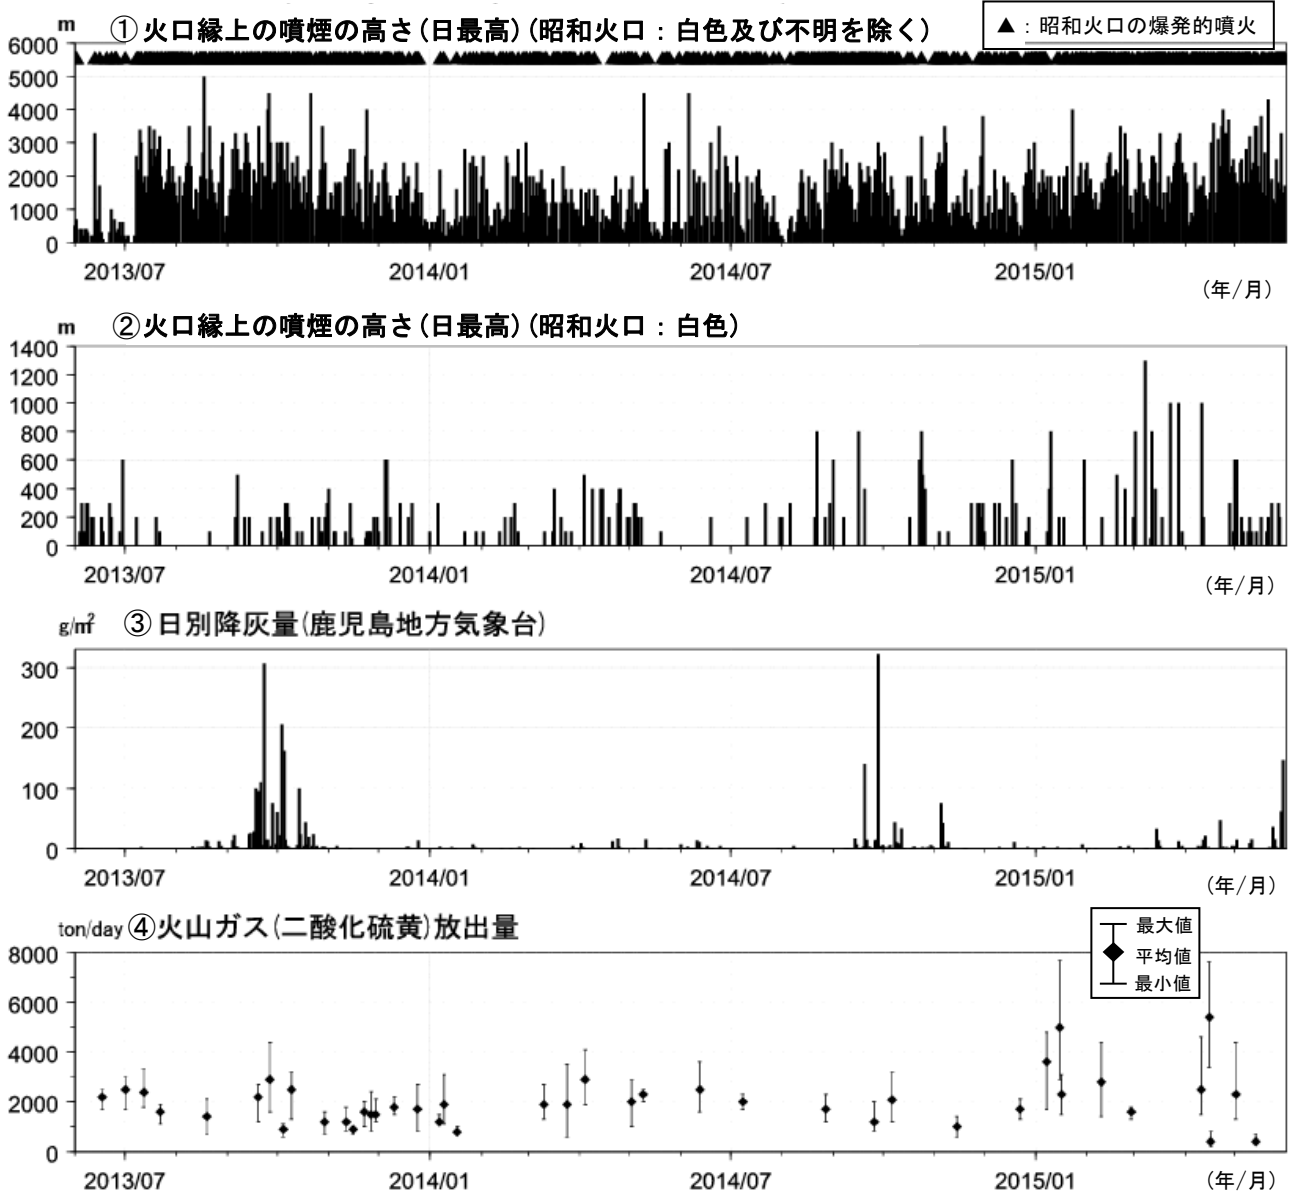 m ①火口縁上の噴煙の高さ(日最高)(昭和火口：白色及び不明を除く)
▲：昭和火口の爆発的噴火
6000
5000
4000
3000
2000
1000
0
2013/07 2014/01 2014/07 2015/01
(年/月)
m ②火口縁上の噴煙の高さ(日最高)(昭和火口：白色)
1400
1200
1000
800
600
400
200
0
2013/07 2014/01 2014/07 2015/01
(年/月)
g/㎡ ③日別降灰量(鹿児島地方気象台)
300
200
100
0
2013/07 2014/01 2014/07 2015/01
(年/月)
ton/day ④火山ガス(二酸化硫黄)放出量
最大値
平均値
最小値
8000
6000
4000
2000
0
2013/07 2014/01 2014/07 2015/01
(年/月)